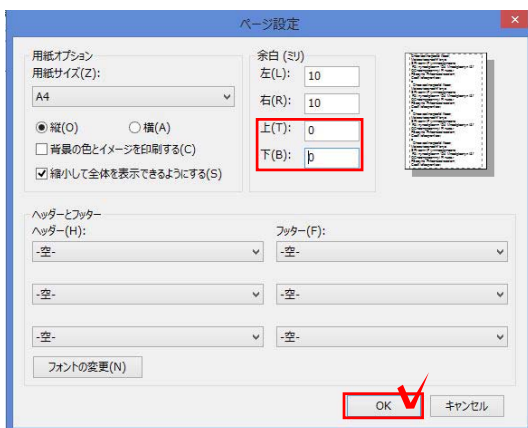 ページ設定
用紙オプション
用紙サイズ(Z):
A4
縦(O) 横(A)
背景の色とイメージを印刷する(C)
縮小して全体を表示できるようにする(S)
余白 (ミリ)
左(L): 10
右(R): 10
上(T): 0
下(B): 0
ヘッダーとフッター
ヘッダー(H): フッター(F):
-空- -空-
-空- -空-
-空- -空-
フォントの変更(N)
OK キャンセル